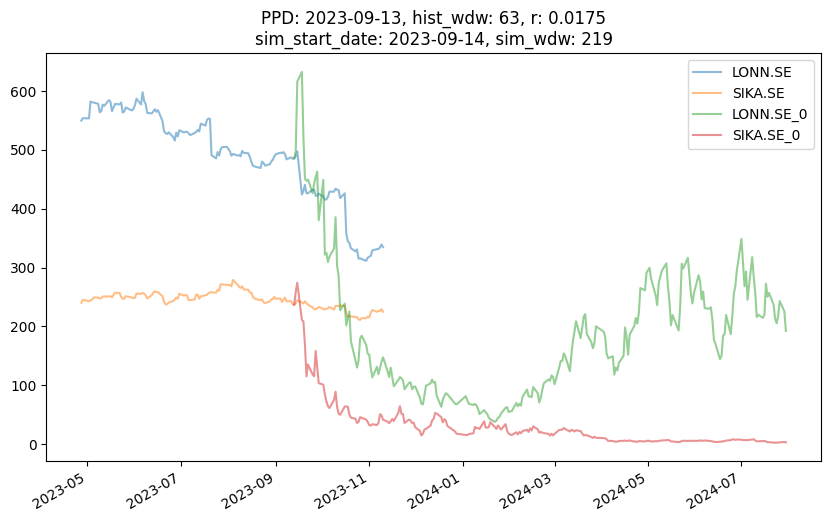 PPD: 2023-09-13, hist_wdw: 63, r: 0.0175
sim_start_date: 2023-09-14, sim_wdw: 219
LONN.SE
SIKA.SE
LONN.SE_0
SIKA.SE_0
600
500
400
300
200
100
0
2023-05
2023-07
2023-09
2023-11
2024-01
2024-03
2024-05
2024-07